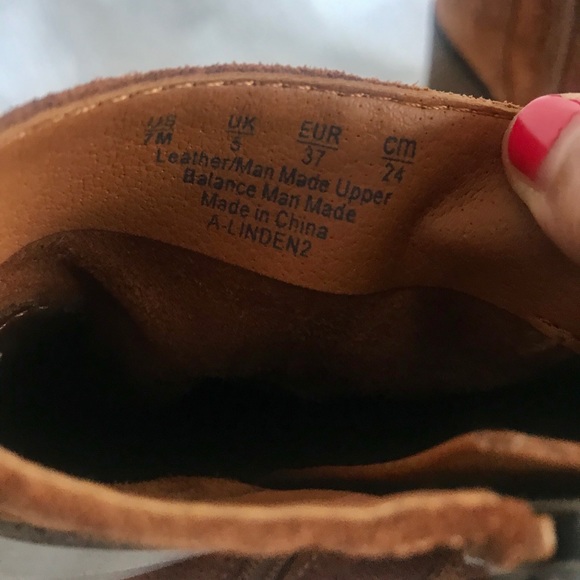 US UK EUR cm
7M 5 37 24
Leather/Man Made Upper
Balance Man Made
Made in China
A-LINDEN2